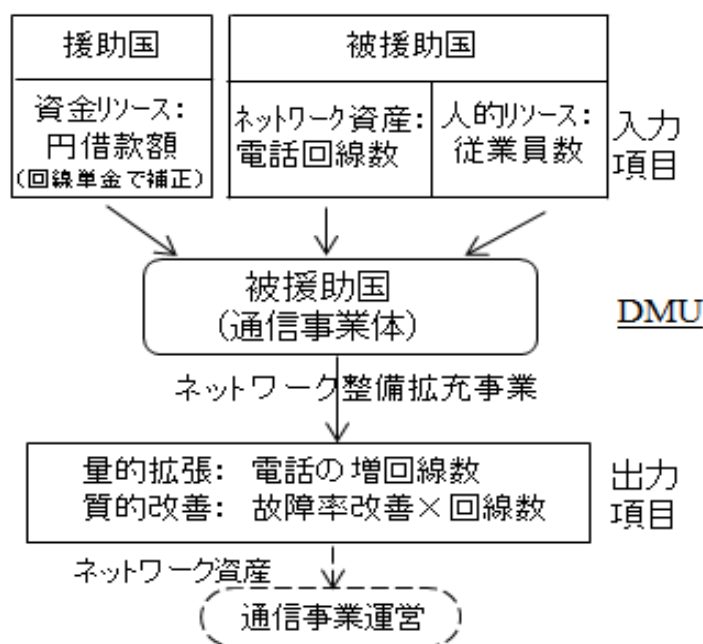 援助国
被援助国
資金リソース:
円借款額
(回線単金で補正)
ネットワーク資産:
電話回線数
人的リソース:
従業員数
入力
項目
被援助国
(通信事業体)
DMU
ネットワーク整備拡充事業
量的拡張: 電話の増回線数
質的改善: 故障率改善×回線数
出力
項目
ネットワーク資産
通信事業運営